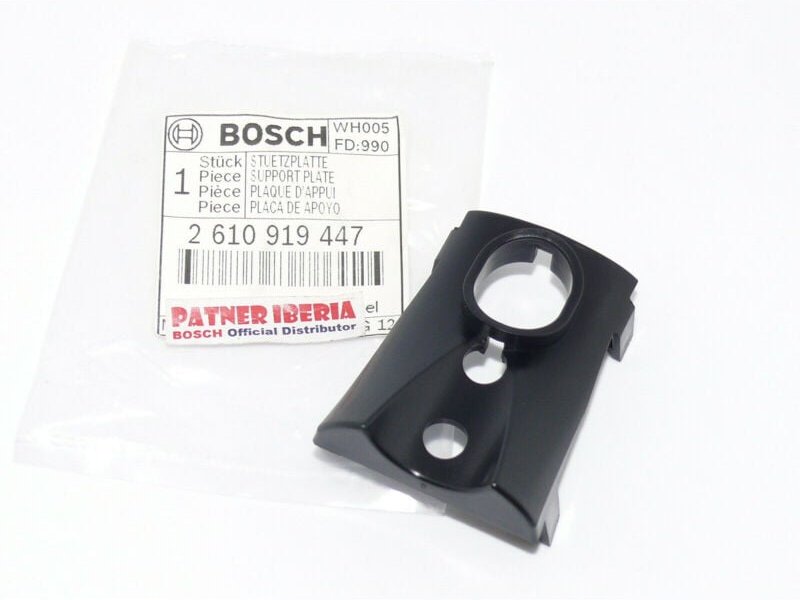 BOSCH WH005
FD:990
1 Stück STUETZPLATTE
Piece SUPPORT PLATE
Pièce PLAQUE D'APPUI
Piece PLACA DE APOYO
2 610 919 447
PATNER IBERIA
BOSCH Official Distributor